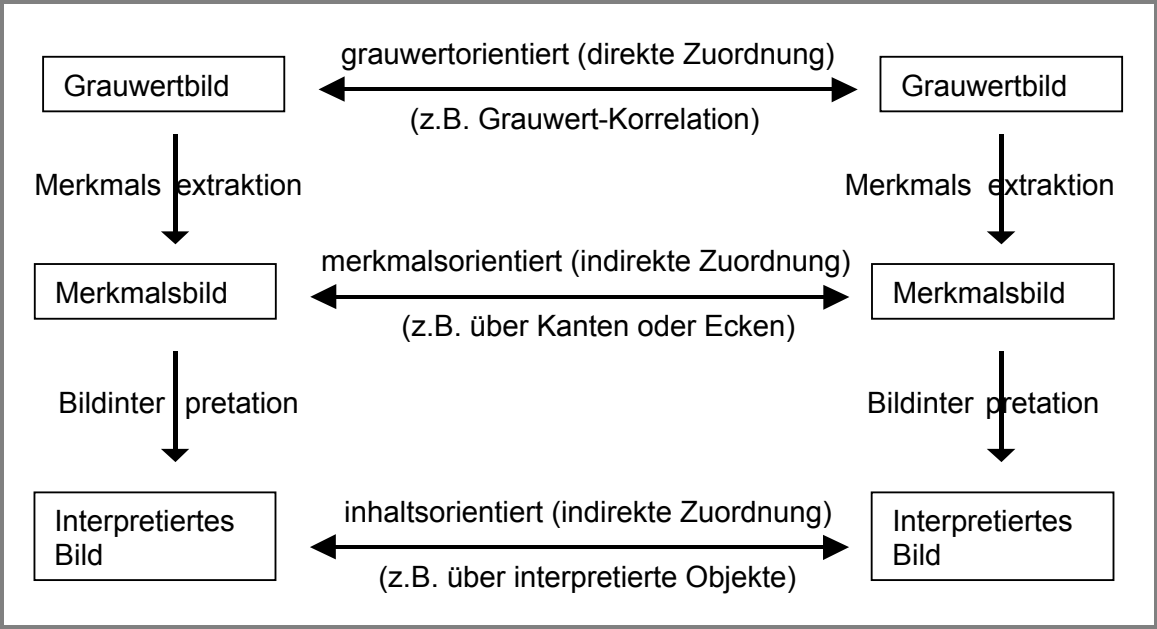 grauwertorientiert (direkte Zuordnung)
Grauwertbild
Grauwertbild
(z.B. Grauwert-Korrelation)
Merkmals extraktion
Merkmals extraktion
merkmalsorientiert (indirekte Zuordnung)
Merkmalsbild
Merkmalsbild
(z.B. über Kanten oder Ecken)
Bildinter pretation
Bildinter pretation
inhaltsorientiert (indirekte Zuordnung)
Interpretiertes
Bild
Interpretiertes
Bild
(z.B. über interpretierte Objekte)